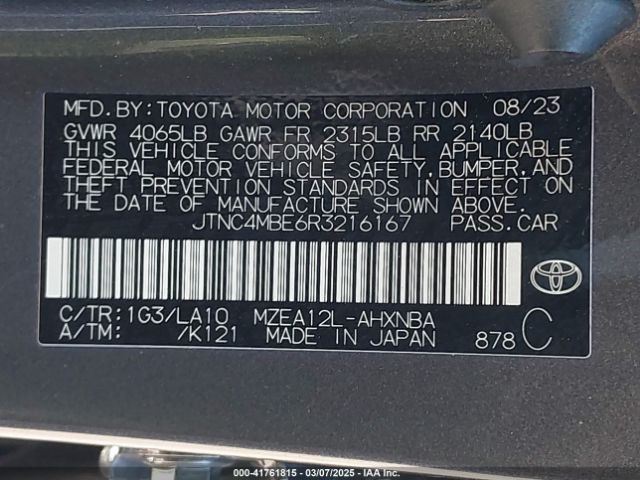 MFD.BY:TOYOTA MOTOR CORPORATION 08/23
GVWR 4065LB GAWR FR 2315LB RR 2140LB
THIS VEHICLE CONFORMS TO ALL APPLICABLE
FEDERAL MOTOR VEHICLE SAFETY,BUMPER,AND
THEFT PREVENTION STANDARDS IN EFFECT ON
THE DATE OF MANUFACTURE SHOWN ABOVE.
JTNC4MBE6R3216167 PASS.CAR
C/TR:1G3/LA10 MZEA12L-AHXNBA
A/TM: /K121 MADE IN JAPAN 878 C
000-41761815 | 03/07/2025 | IAAI.COM